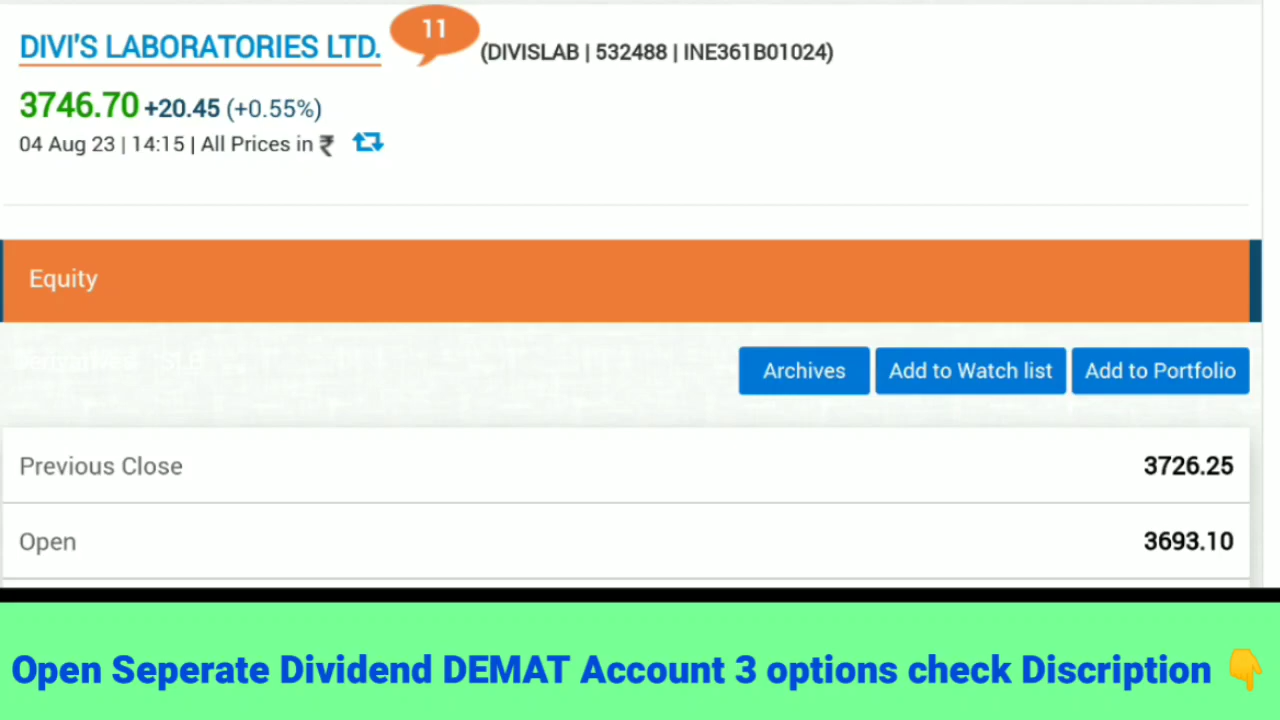 DIVI'S LABORATORIES LTD. 11 (DIVISLAB | 532488 | INE361B01024)
3746.70 +20.45 (+0.55%)
04 Aug 23 | 14:15 | All Prices in ₹
Equity
Archives Add to Watch list Add to Portfolio
Previous Close 3726.25
Open 3693.10
Open Seperate Dividend DEMAT Account 3 options check Discription 👇